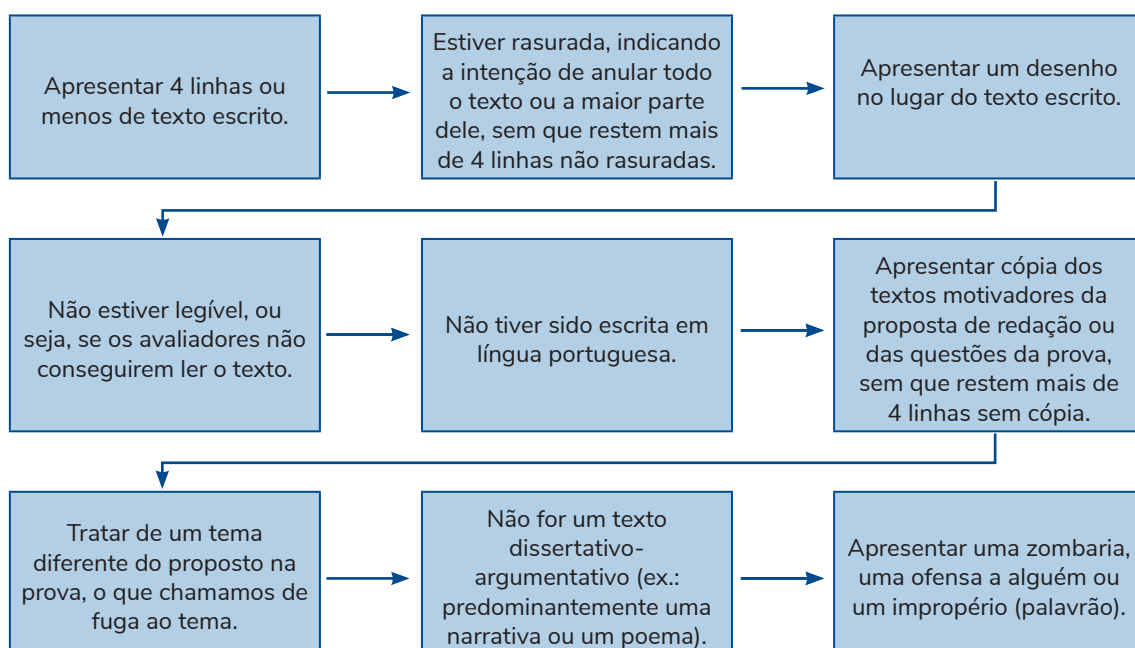 Apresentar 4 linhas ou
menos de texto escrito.
Estiver rasurada, indicando
a intenção de anular todo
o texto ou a maior parte
dele, sem que restem mais
de 4 linhas não rasuradas.
Apresentar um desenho
no lugar do texto escrito.
Não estiver legível, ou
seja, se os avaliadores não
conseguirem ler o texto.
Não tiver sido escrita em
língua portuguesa.
Apresentar cópia dos
textos motivadores da
proposta de redação ou
das questões da prova,
sem que restem mais de
4 linhas sem cópia.
Tratar de um tema
diferente do proposto na
prova, o que chamamos de
fuga ao tema.
Não for um texto
dissertativo-
argumentativo (ex.:
predominantemente uma
narrativa ou um poema).
Apresentar uma zombaria,
uma ofensa a alguém ou
um impropério (palavrão).